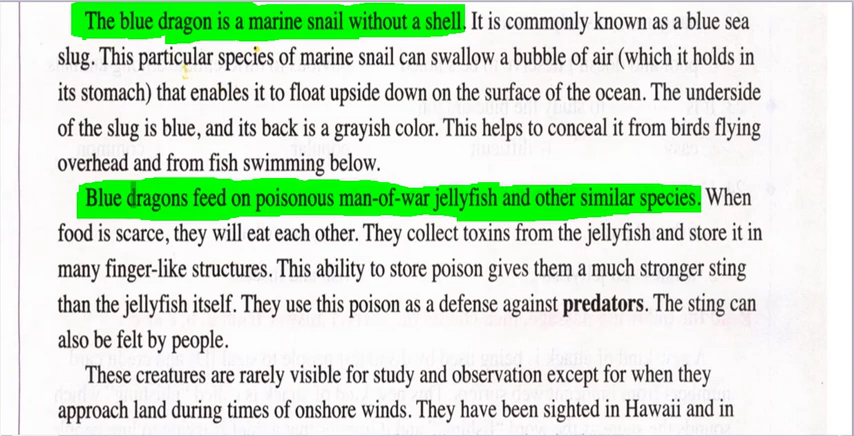 The blue dragon is a marine snail without a shell. It is commonly known as a blue sea
slug. This particular species of marine snail can swallow a bubble of air (which it holds in
its stomach) that enables it to float upside down on the surface of the ocean. The underside
of the slug is blue, and its back is a grayish color. This helps to conceal it from birds flying
overhead and from fish swimming below.
Blue dragons feed on poisonous man-of-war jellyfish and other similar species. When
food is scarce, they will eat each other. They collect toxins from the jellyfish and store it in
many finger-like structures. This ability to store poison gives them a much stronger sting
than the jellyfish itself. They use this poison as a defense against predators. The sting can
also be felt by people.
These creatures are rarely visible for study and observation except for when they
approach land during times of onshore winds. They have been sighted in Hawaii and in